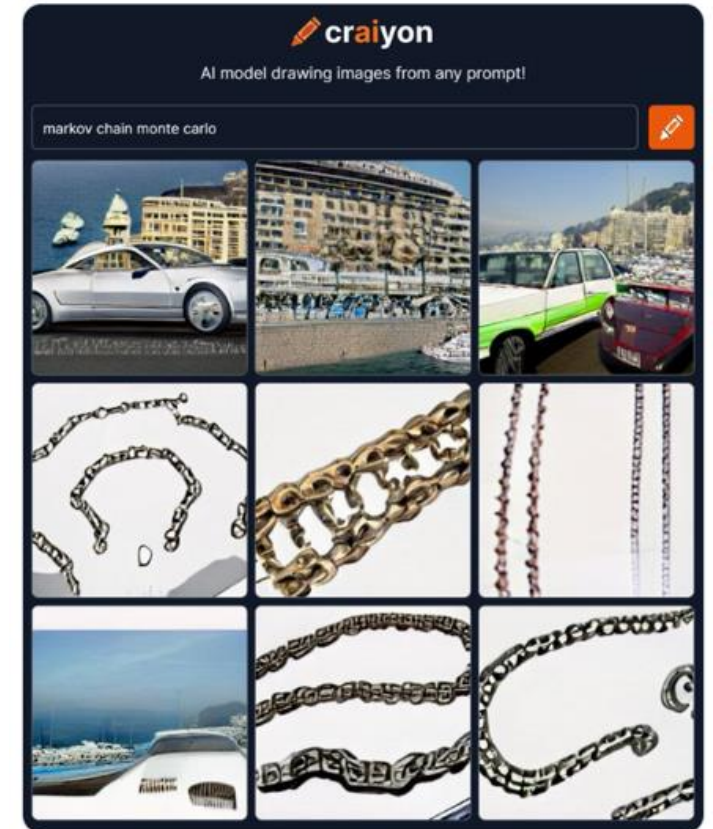 craiyon
AI model drawing images from any prompt!
markov chain monte carlo